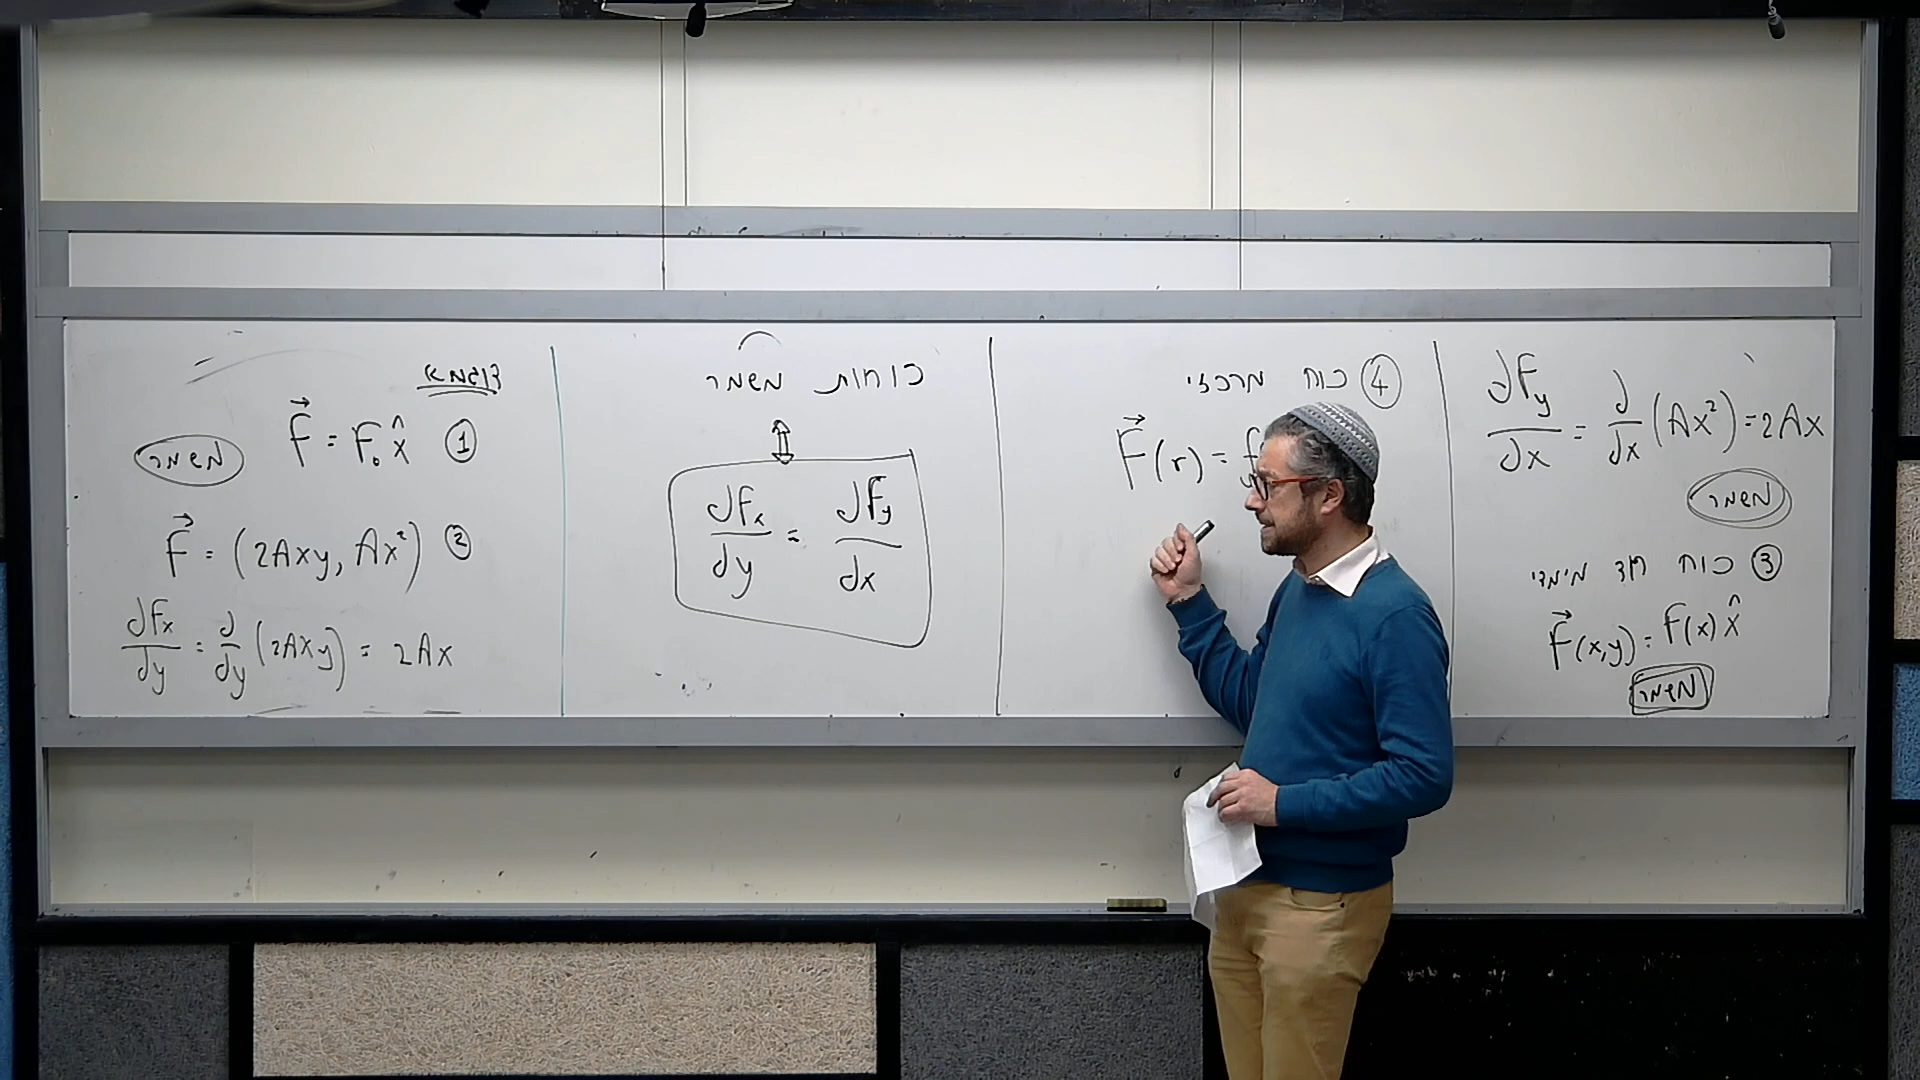 כוחות משמר
⇕
∂Fx/∂y = ∂Fy/∂x
דוגמא
① F⃗ = F₀ x̂
משמר
② F⃗ = (2Axy, Ax²)
∂Fx/∂y = ∂/∂y (2Axy) = 2Ax
∂Fy/∂x = ∂/∂x (Ax²) = 2Ax
משמר
③ כוח חד מימדי
F⃗(x,y) = F(x) x̂
משמר
④ כוח מרכזי
F⃗(r) =